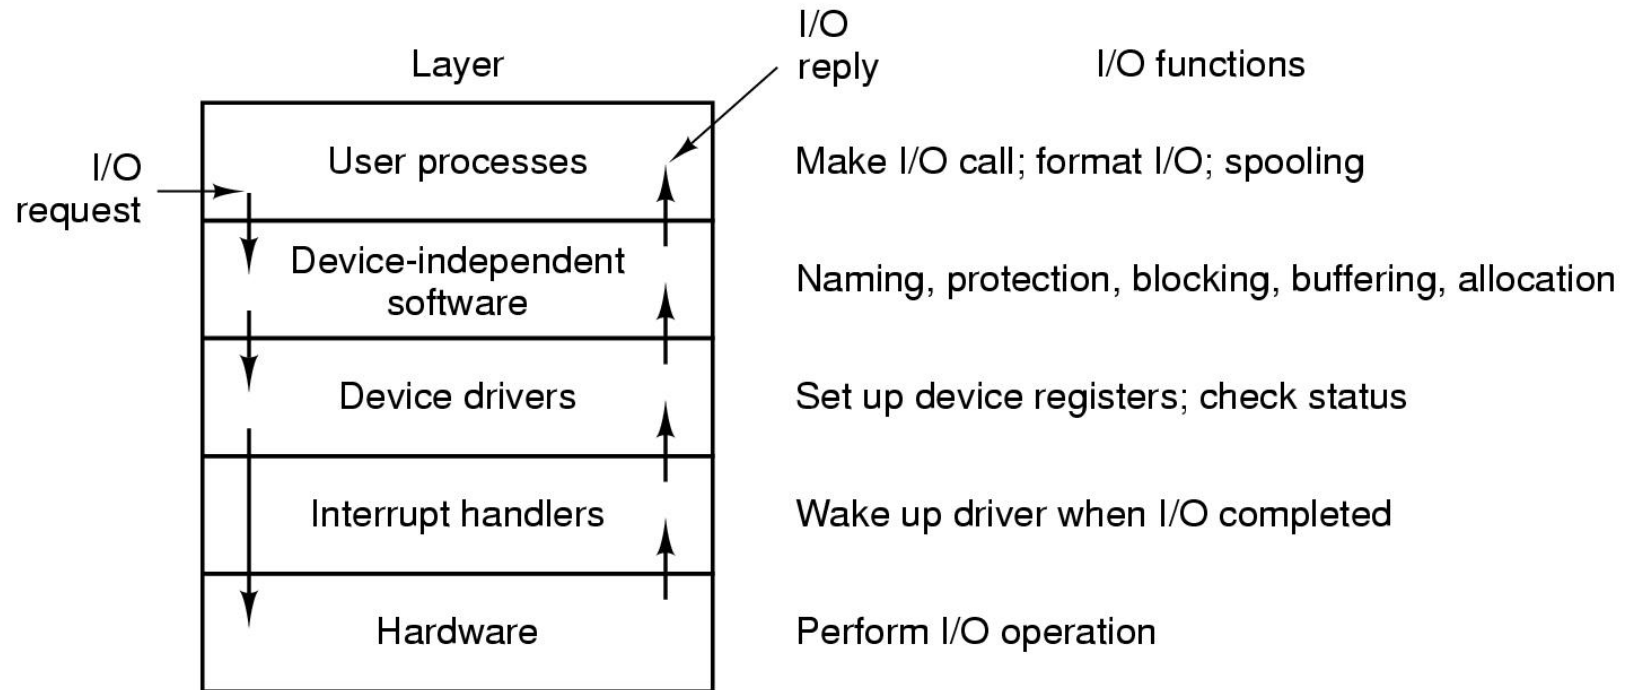 I/O
reply
Layer
I/O functions
I/O
request
User processes
Make I/O call; format I/O; spooling
Device-independent
software
Naming, protection, blocking, buffering, allocation
Device drivers
Set up device registers; check status
Interrupt handlers
Wake up driver when I/O completed
Hardware
Perform I/O operation